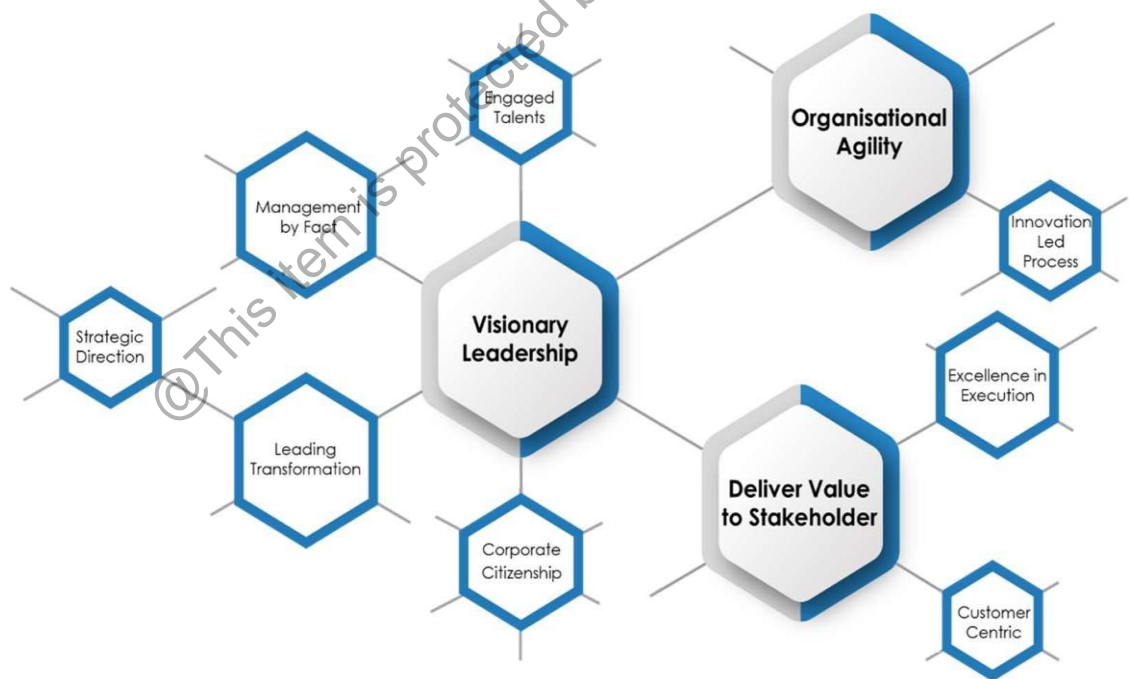 @This item is protected b
Engaged
Talents
Organisational
Agility
Management
by Fact
Innovation
Led
Process
Visionary
Leadership
Strategic
Direction
Excellence in
Execution
Leading
Transformation
Deliver Value
to Stakeholder
Corporate
Citizenship
Customer
Centric